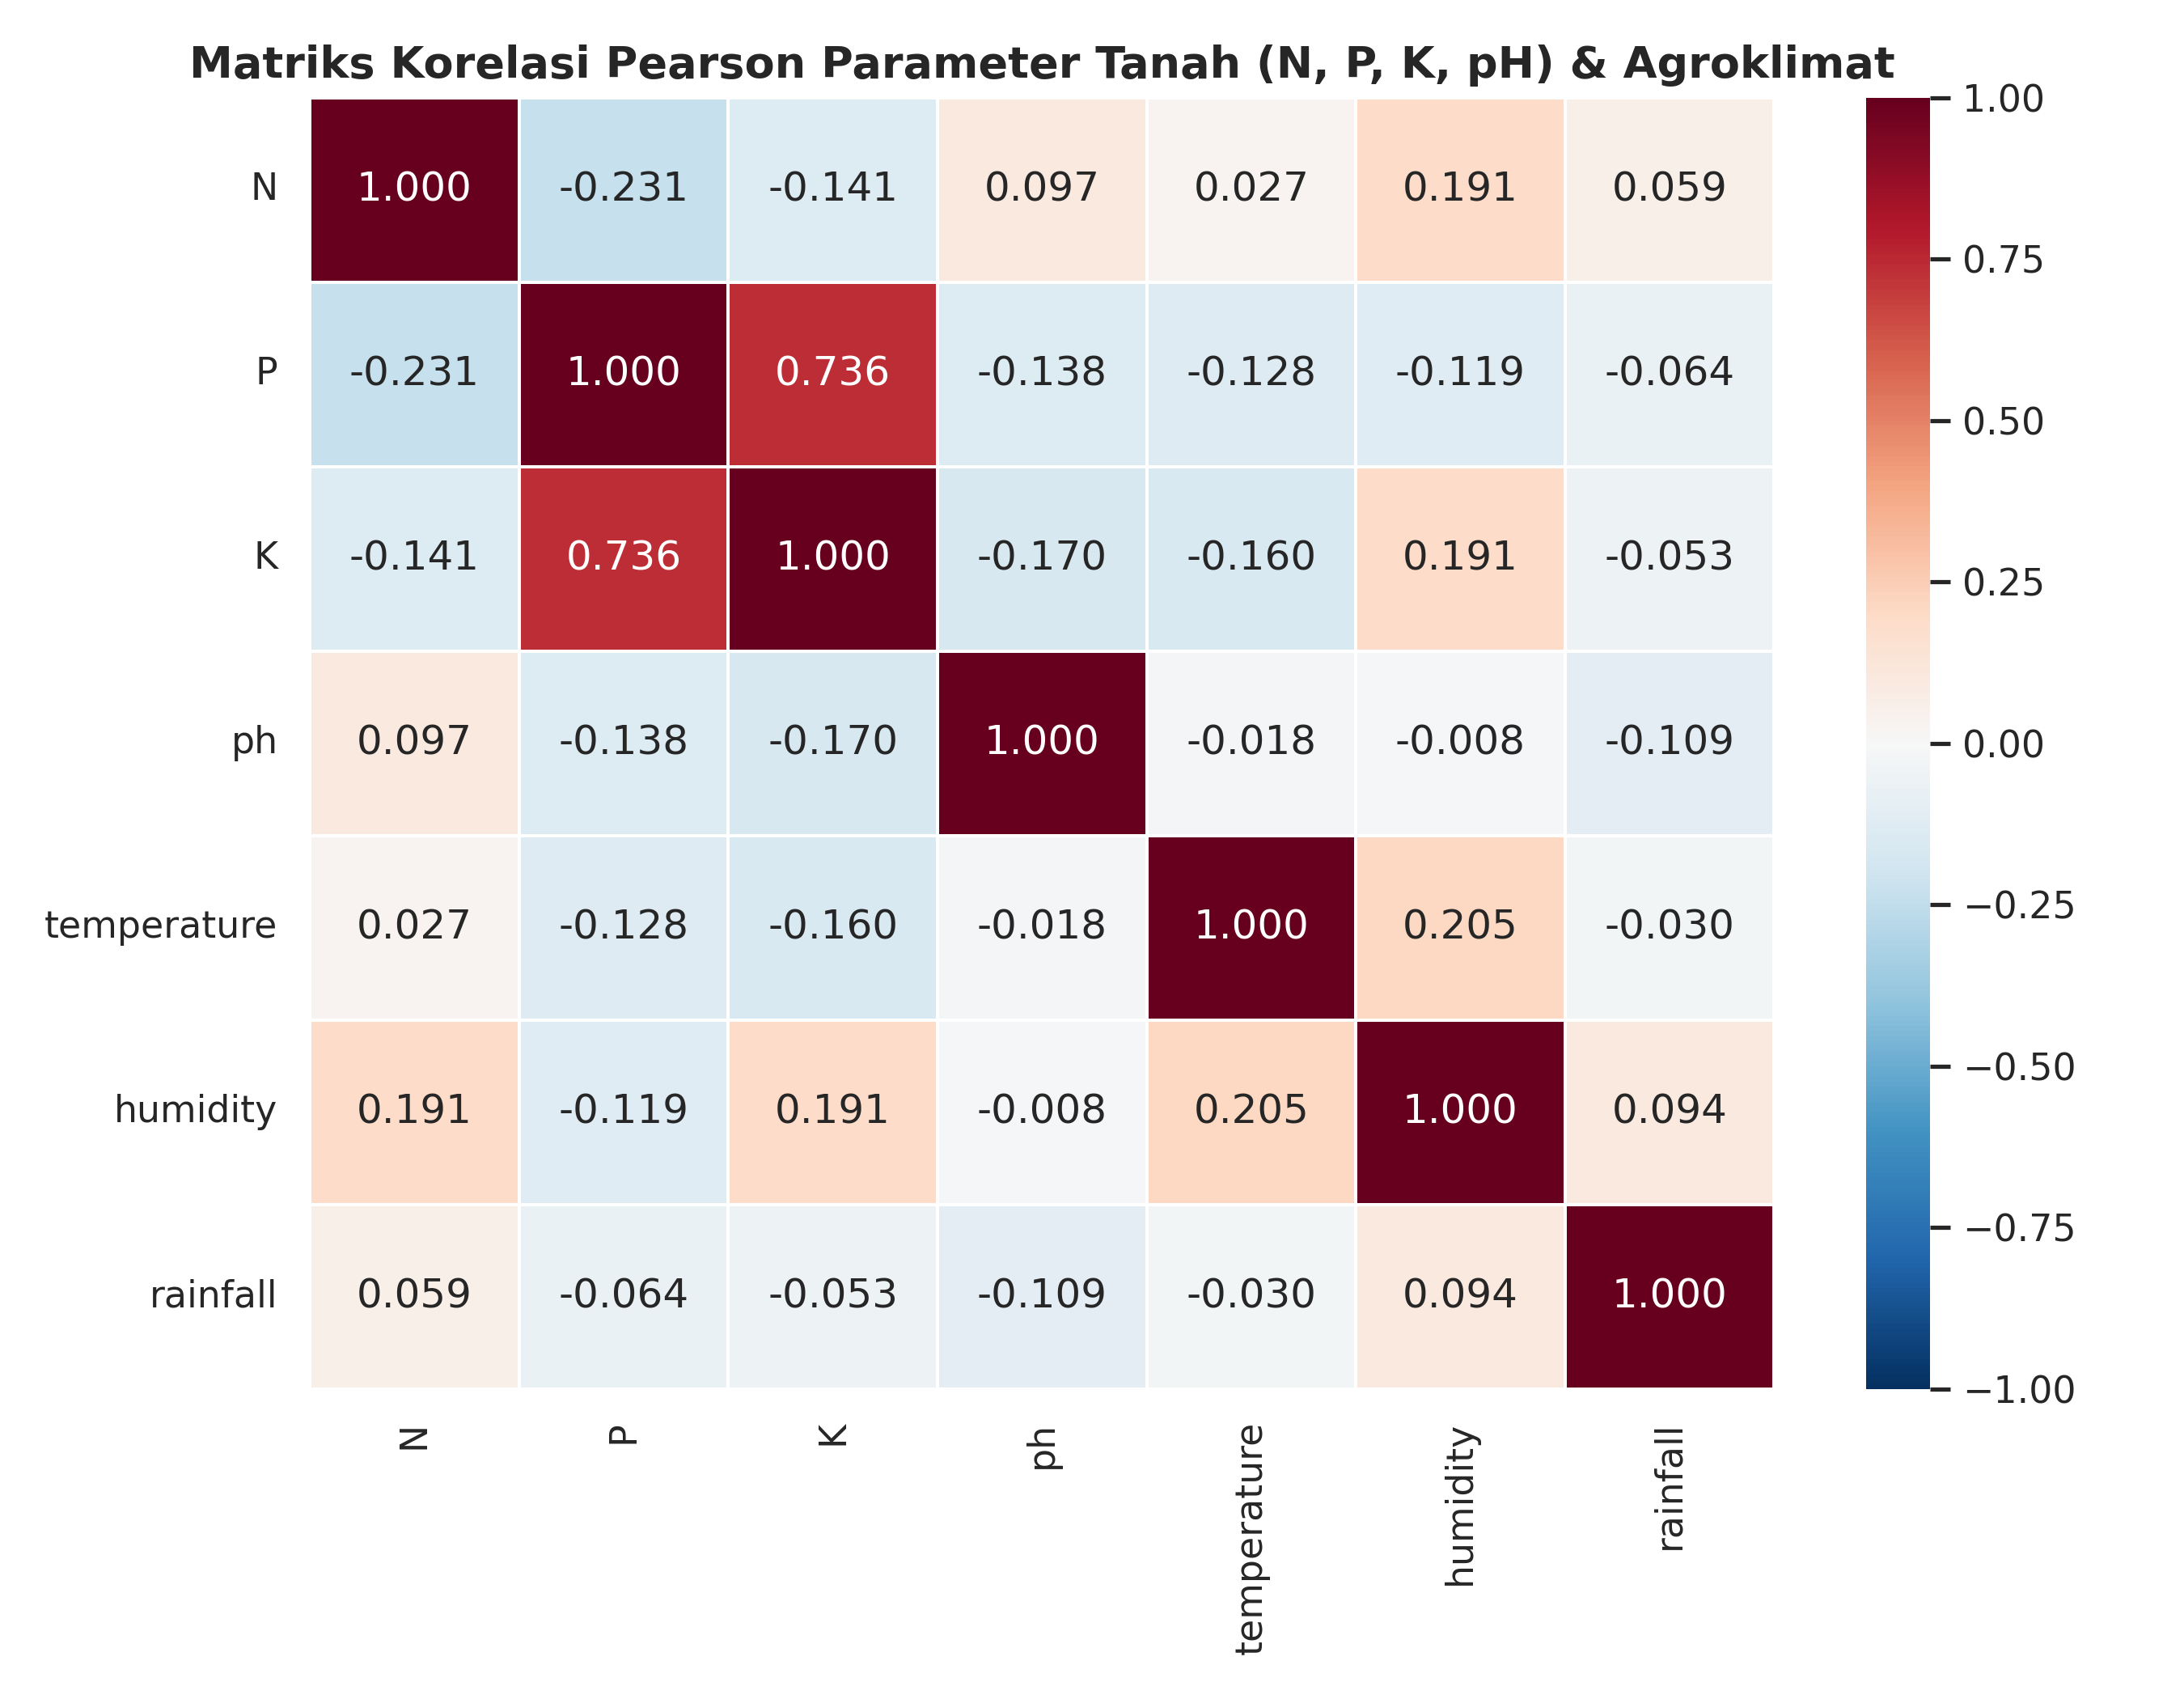 Matriks Korelasi Pearson Parameter Tanah (N, P, K, pH) & Agroklimat
N 1.000 -0.231 -0.141 0.097 0.027 0.191 0.059
P -0.231 1.000 0.736 -0.138 -0.128 -0.119 -0.064
K -0.141 0.736 1.000 -0.170 -0.160 0.191 -0.053
ph 0.097 -0.138 -0.170 1.000 -0.018 -0.008 -0.109
temperature 0.027 -0.128 -0.160 -0.018 1.000 0.205 -0.030
humidity 0.191 -0.119 0.191 -0.008 0.205 1.000 0.094
rainfall 0.059 -0.064 -0.053 -0.109 -0.030 0.094 1.000
N P K ph temperature humidity rainfall
1.00
0.75
0.50
0.25
0.00
−0.25
−0.50
−0.75
−1.00